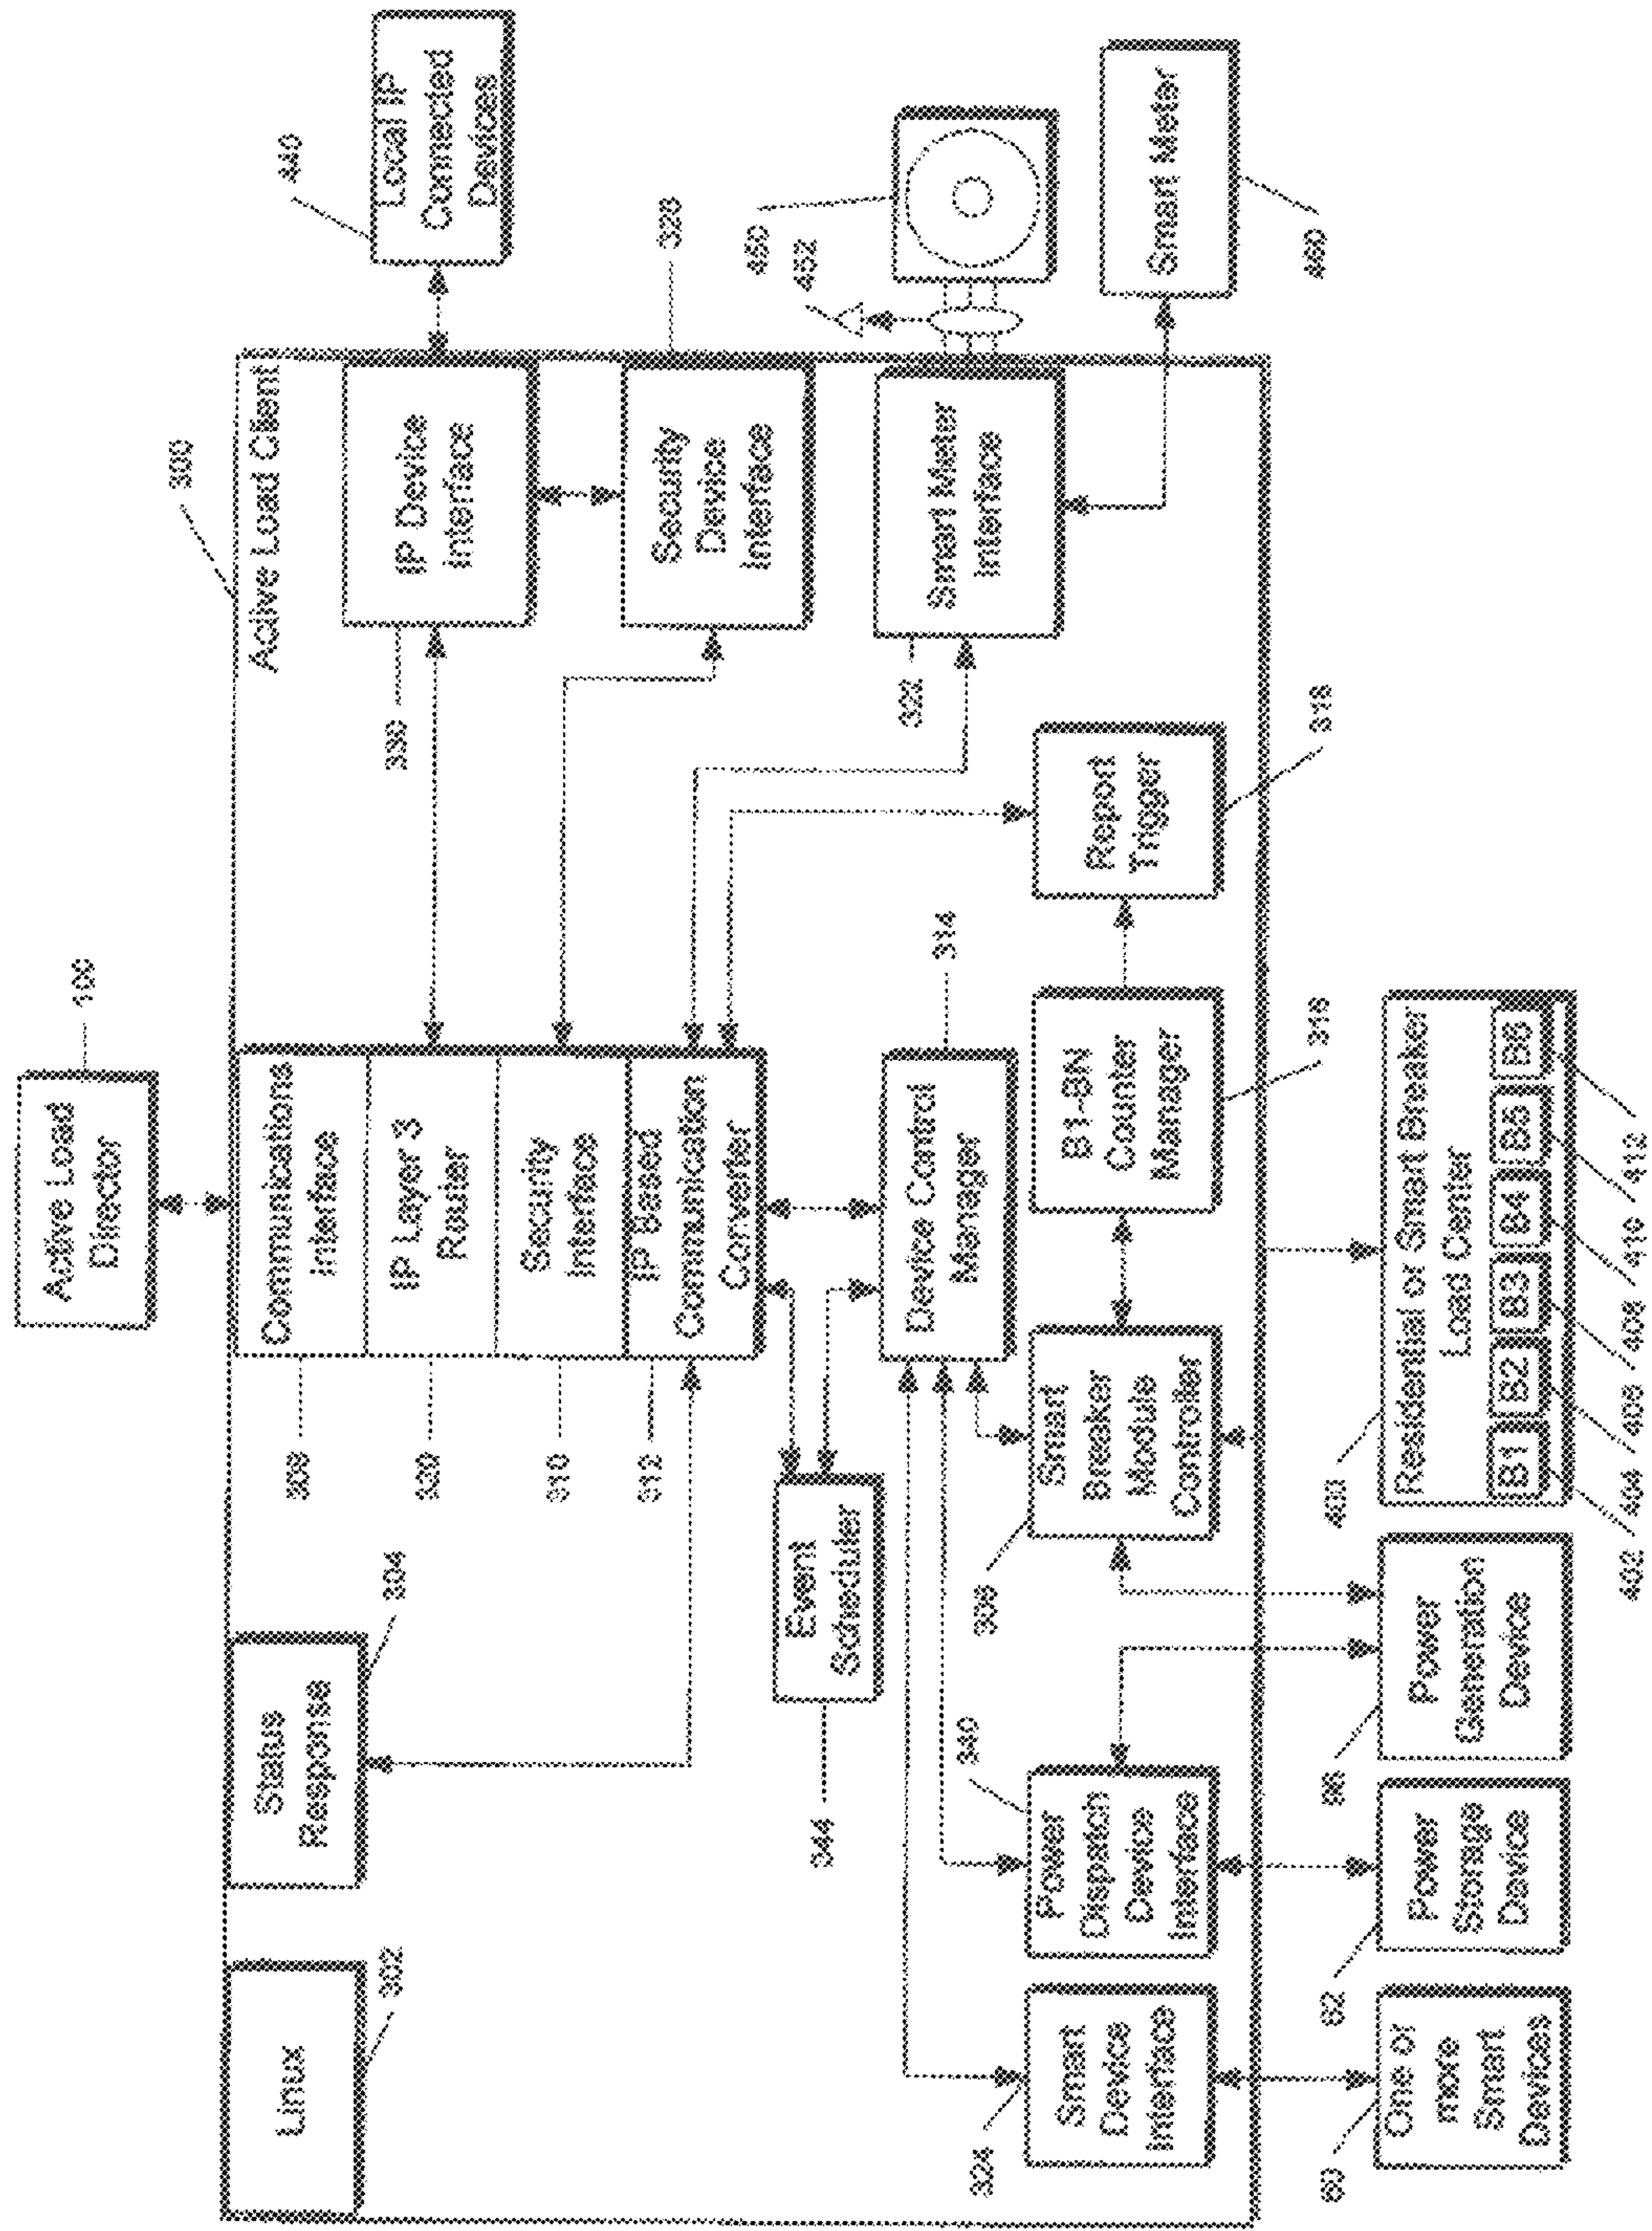 100
Active Load
Director
300
Active Load Client
Linux
302
Status
Response
304
Communications
Interface
308
IP Layer 3
Router
320
Security
Interface
310
IP Based
Communication
Converter
312
IP Device
Interface
330
Local IP
Connected
Devices
440
Security
Device
Interface
328
Smart Meter
Interface
322
450
452
Smart Meter
460
Event
Scheduler
344
Device Control
Manager
314
Smart
Device
Interface
324
Power
Dispatch
Device
Interface
340
Smart
Breaker
Module
Controller
306
B1-BN
Counter
Manager
316
Report
Trigger
318
One or
more
Smart
Devices
60
Power
Storage
Device
62
Power
Generation
Device
96
Residential or Smart Breaker
Load Center
400
B1 B2 B3 B4 B5 B6
402
404
406
408
410
412